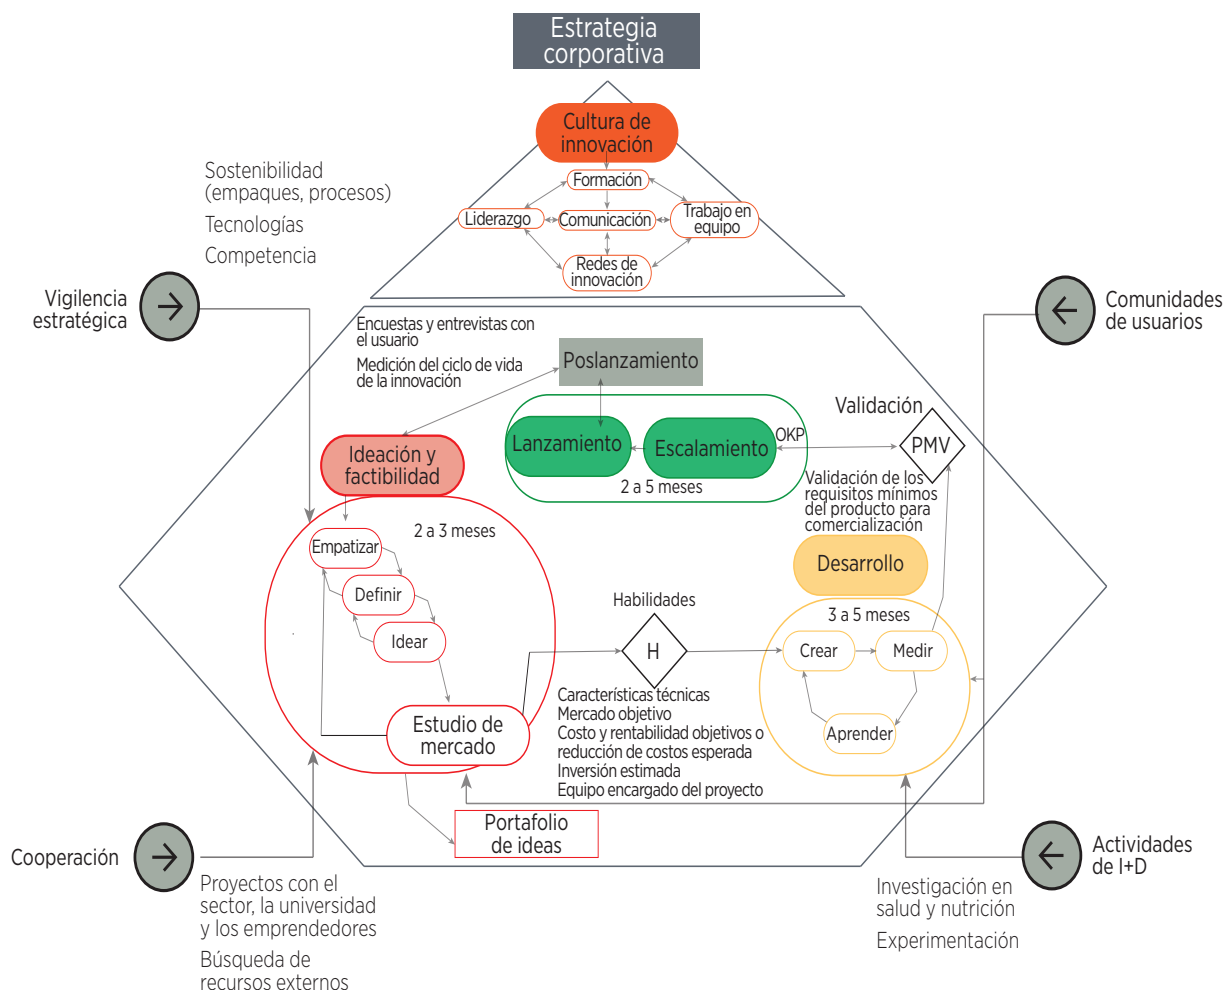 Estrategia
corporativa
Cultura de
innovación
Formación
Liderazgo
Comunicación
Trabajo en
equipo
Redes de
innovación
Sostenibilidad
(empaques, procesos)
Tecnologías
Competencia
Vigilencia
estratégica
Comunidades
de usuarios
Encuestas y entrevistas con
el usuario
Medición del ciclo de vida
de la innovación
Poslanzamiento
Lanzamiento
Escalamiento
OKP
2 a 5 meses
Validación
PMV
Validación de los
requisitos mínimos
del producto para
comercialización
Ideación y
factibilidad
2 a 3 meses
Empatizar
Definir
Idear
Estudio de
mercado
Habilidades
H
Características técnicas
Mercado objetivo
Costo y rentabilidad objetivos o
reducción de costos esperada
Inversión estimada
Equipo encargado del proyecto
Desarrollo
3 a 5 meses
Crear
Medir
Aprender
Portafolio
de ideas
Cooperación
Proyectos con el
sector, la universidad
y los emprendedores
Búsqueda de
recursos externos
Actividades
de I+D
Investigación en
salud y nutrición
Experimentación